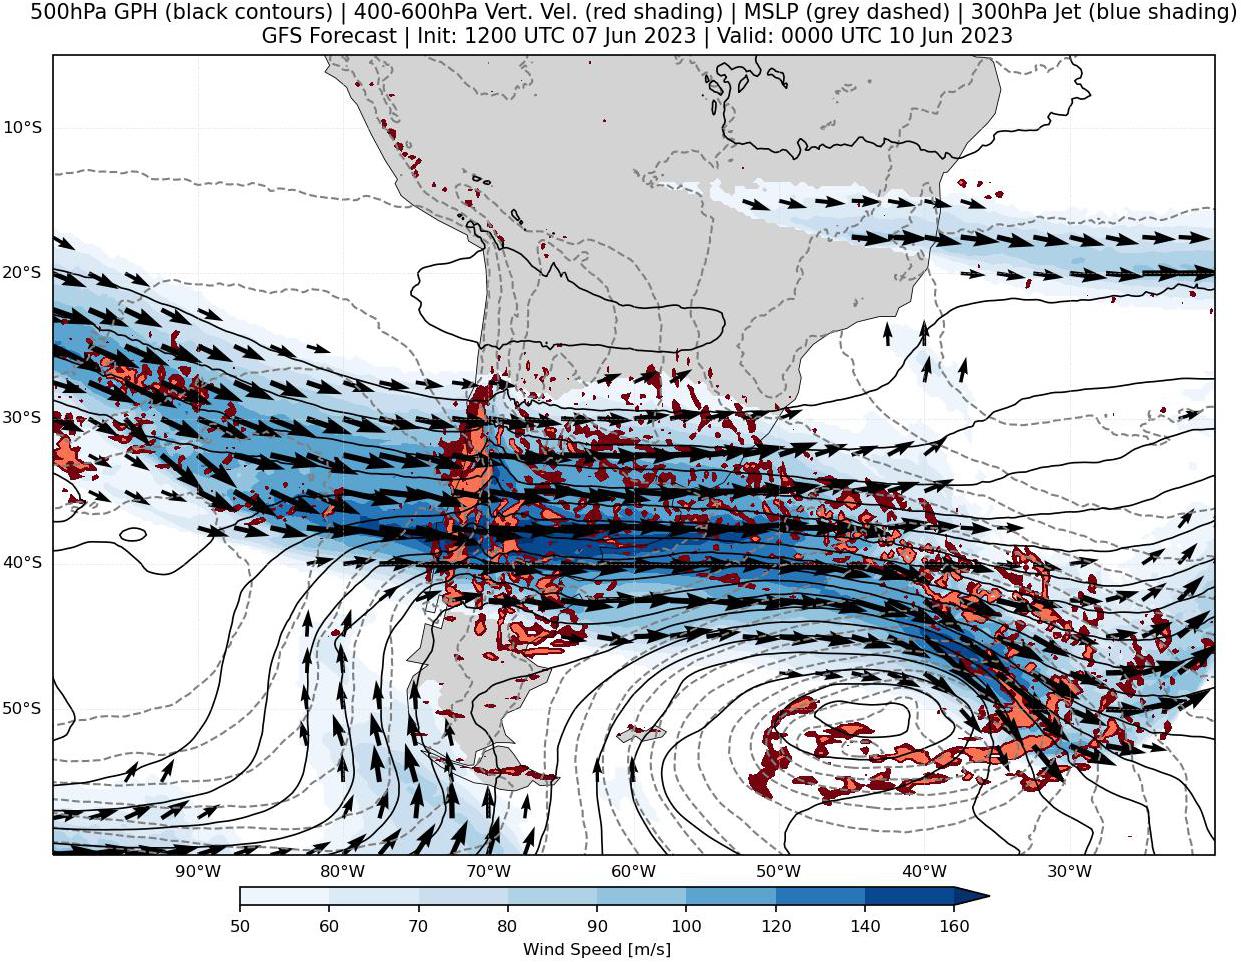 500hPa GPH (black contours) | 400-600hPa Vert. Vel. (red shading) | MSLP (grey dashed) | 300hPa Jet (blue shading)
GFS Forecast | Init: 1200 UTC 07 Jun 2023 | Valid: 0000 UTC 10 Jun 2023
10°S
20°S
30°S
40°S
50°S
90°W 80°W 70°W 60°W 50°W 40°W 30°W
50 60 70 80 90 100 120 140 160
Wind Speed [m/s]